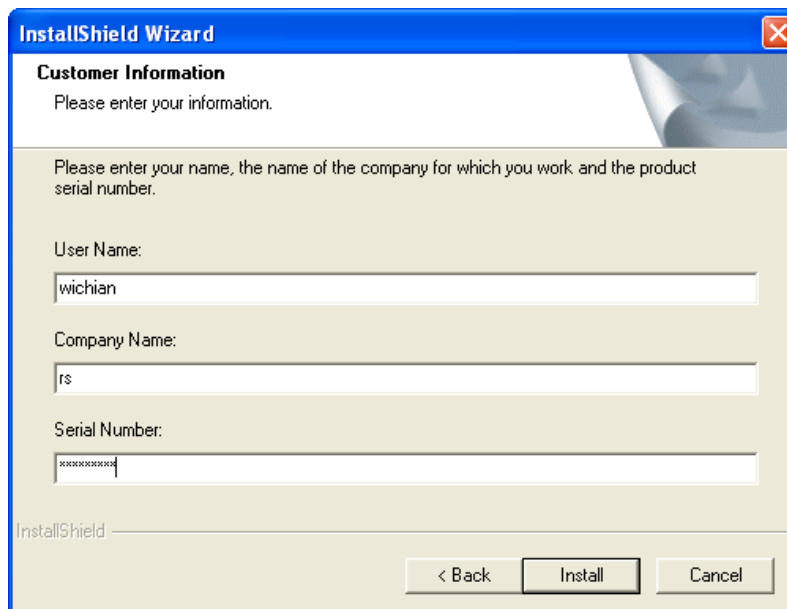 InstallShield Wizard
Customer Information
Please enter your information.
Please enter your name, the name of the company for which you work and the product
serial number.
User Name:
wichian
Company Name:
rs
Serial Number:
xxxxxxxxx
InstallShield
< Back Install Cancel